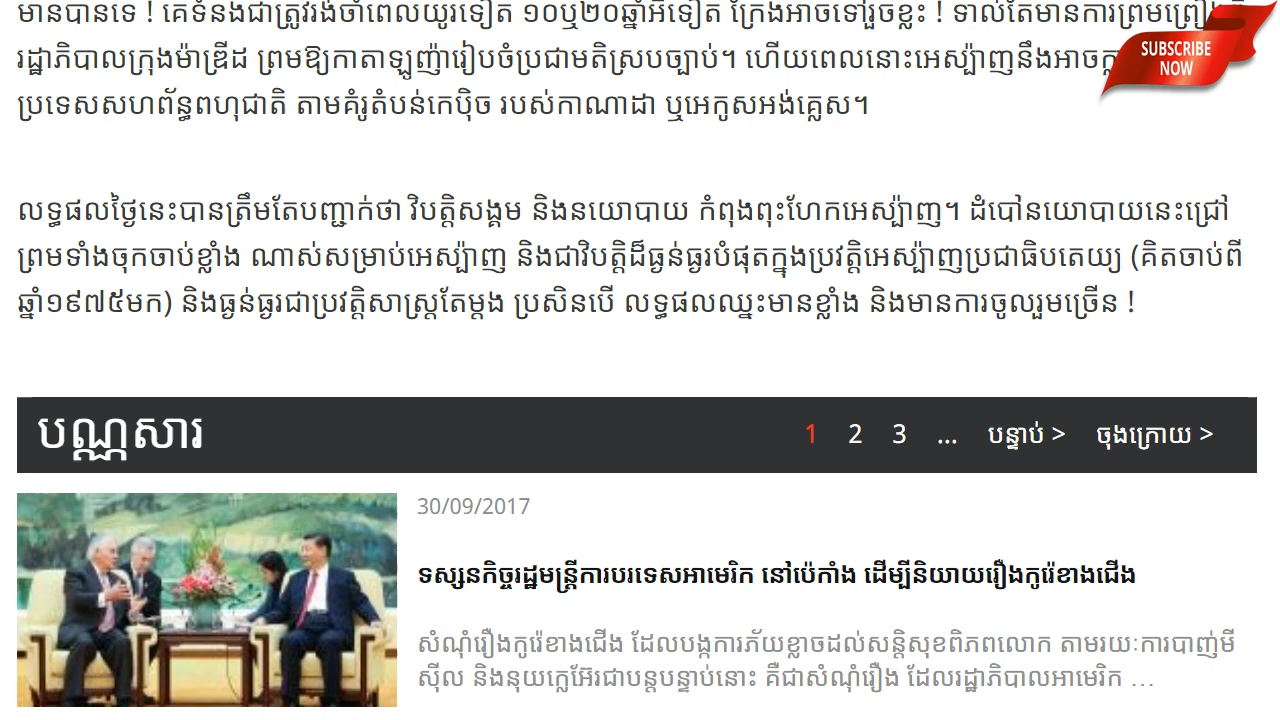 មានបានទេ ! គេទំនងជាត្រូវរង់ចាំពេលយូរទៀត ១០ឬ២០ឆ្នាំអីទៀត ក្រែងអាចទៅរួចខ្លះ ! ទាល់តែមានការព្រមព្រៀង
រដ្ឋាភិបាលក្រុងម៉ាឌ្រីដ ព្រមឱ្យកាតាឡូញ៉ារៀបចំប្រជាមតិស្របច្បាប់។ ហើយពេលនោះអេស្ប៉ាញនឹងអាច
SUBSCRIBE
NOW
ប្រទេសសហព័ន្ធពហុជាតិ តាមគំរូតំបន់កេប៉ិច របស់កាណាដា ឬអេកូសអង់គ្លេស។
លទ្ធផលថ្ងៃនេះបានត្រឹមតែបញ្ជាក់ថា វិបត្តិសង្គម និងនយោបាយ កំពុងពុះហែកអេស្ប៉ាញ។ ដំបៅនយោបាយនេះជ្រៅ
ព្រមទាំងចុកចាប់ខ្លាំង ណាស់សម្រាប់អេស្ប៉ាញ និងជាវិបត្តិដ៏ធ្ងន់ធ្ងរបំផុតក្នុងប្រវត្តិអេស្ប៉ាញប្រជាធិបតេយ្យ (គិតចាប់ពី
ឆ្នាំ១៩៧៥មក) និងធ្ងន់ធ្ងរជាប្រវត្តិសាស្ត្រតែម្ដង ប្រសិនបើ លទ្ធផលឈ្នះមានខ្លាំង និងមានការចូលរួមច្រើន !
បណ្ណសារ
1 2 3 ... បន្ទាប់ > ចុងក្រោយ >
30/09/2017
ទស្សនកិច្ចរដ្ឋមន្ត្រីការបរទេសអាមេរិក នៅប៉េកាំង ដើម្បីនិយាយរឿងកូរ៉េខាងជើង
សំណុំរឿងកូរ៉េខាងជើង ដែលបង្កការភ័យខ្លាចដល់សន្តិសុខពិភពលោក តាមរយៈការបាញ់មី
ស៊ីល និងនុយក្លេអ៊ែរជាបន្តបន្ទាប់នោះ គឺជាសំណុំរឿង ដែលរដ្ឋាភិបាលអាមេរិក ...